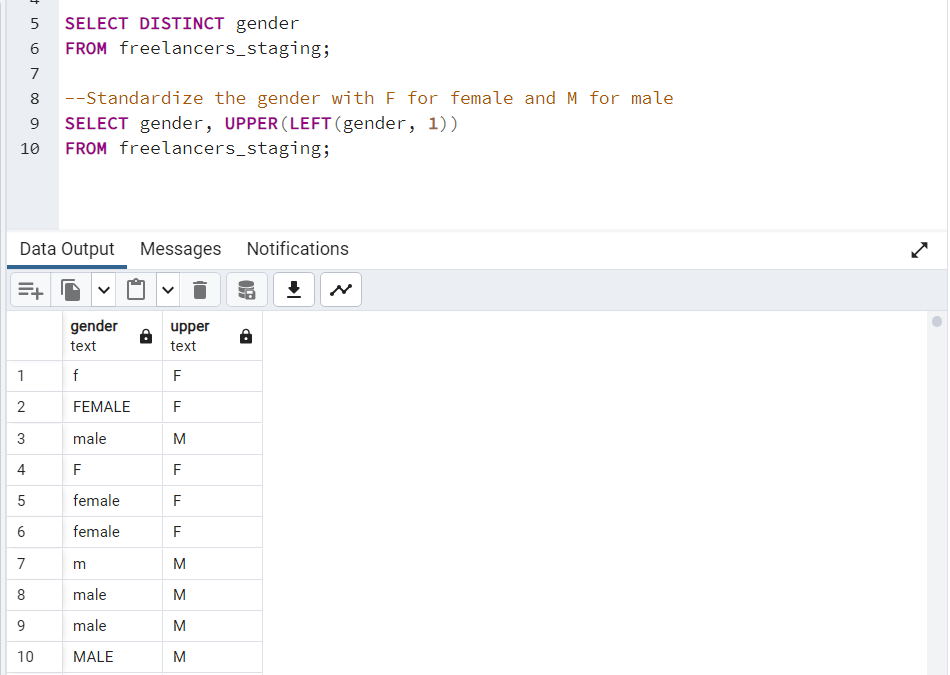 4
5 SELECT DISTINCT gender
6 FROM freelancers_staging;
7
8 --Standardize the gender with F for female and M for male
9 SELECT gender, UPPER(LEFT(gender, 1))
10 FROM freelancers_staging;
Data Output Messages Notifications
gender upper
text text
1 f F
2 FEMALE F
3 male M
4 F F
5 female F
6 female F
7 m M
8 male M
9 male M
10 MALE M